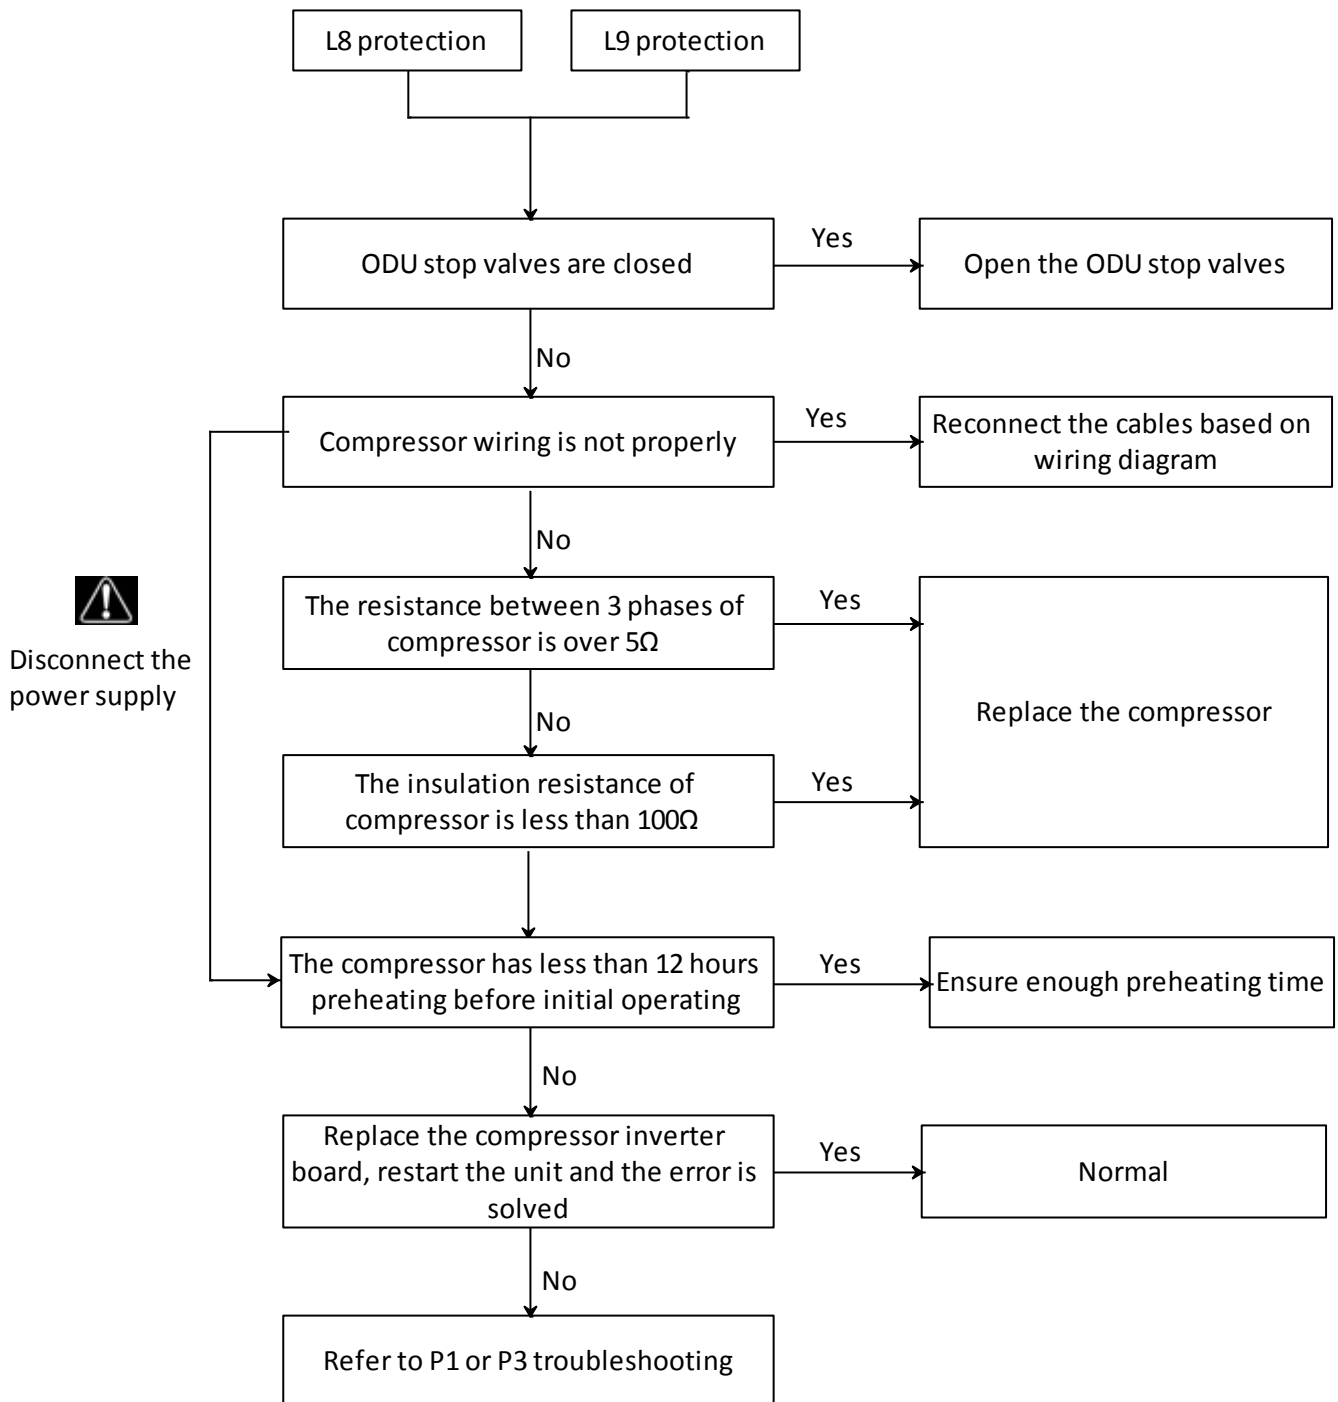 L8 protection
L9 protection
ODU stop valves are closed
Yes
Open the ODU stop valves
No
Compressor wiring is not properly
Yes
Reconnect the cables based on
wiring diagram
No
Disconnect the
power supply
The resistance between 3 phases of
compressor is over 5Ω
Yes
Replace the compressor
No
The insulation resistance of
compressor is less than 100Ω
Yes
The compressor has less than 12 hours
preheating before initial operating
Yes
Ensure enough preheating time
No
Replace the compressor inverter
board, restart the unit and the error is
solved
Yes
Normal
No
Refer to P1 or P3 troubleshooting